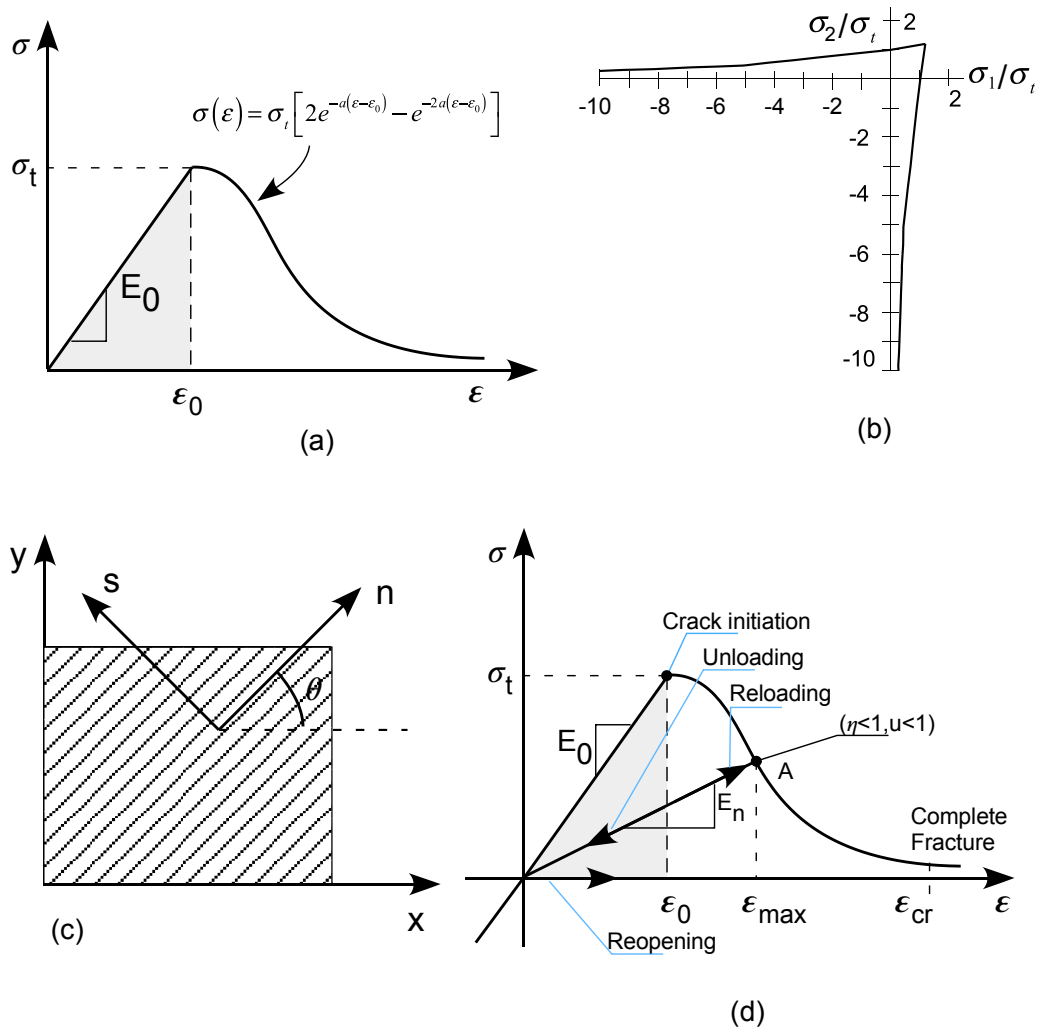 σ
σ(ε) = σ_t[2e^{-a(ε-ε₀)} - e^{-2a(ε-ε₀)}]
σt
E0
ε0
ε
(a)
σ2/σt 2
σ1/σt
-10 -8 -6 -4 -2 2
-2
-4
-6
-8
-10
(b)
y
s
n
θ
x
(c)
σ
Crack initiation
σt
Unloading
Reloading
(η<1,u<1)
E0
A
En
Complete
Fracture
ε0
εmax
εcr
ε
Reopening
(d)